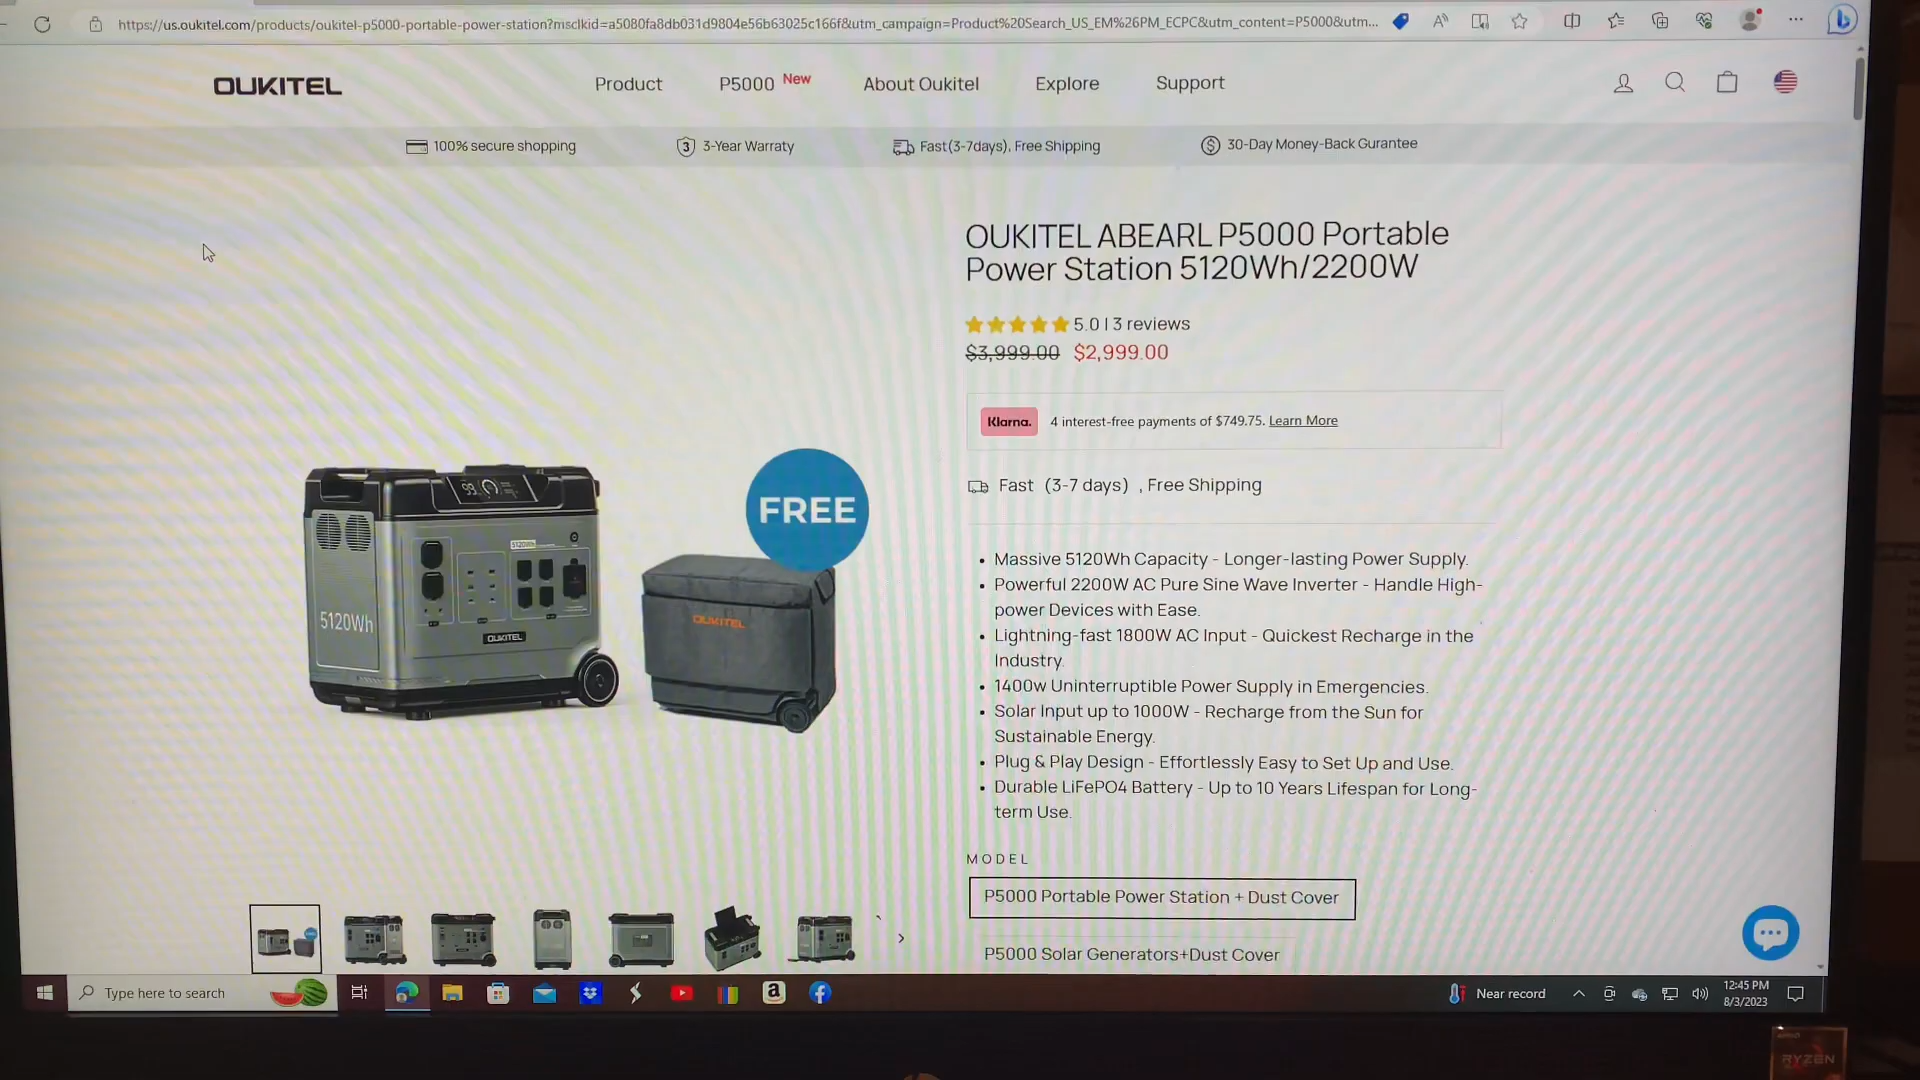 https://us.oukitel.com/products/oukitel-p5000-portable-power-station?msclkid=a5080fa8db031d9804e56b63025c166f&utm_campaign=Product%20Search_US_EM%26PM_ECPC&utm_content=P5000&utm...
OUKITEL
Product
P5000 New
About Oukitel
Explore
Support
100% secure shopping
3 3-Year Warraty
Fast(3-7days), Free Shipping
30-Day Money-Back Gurantee
OUKITEL ABEARL P5000 Portable
Power Station 5120Wh/2200W
5.0 | 3 reviews
$3,999.00 $2,999.00
Klarna. 4 interest-free payments of $749.75. Learn More
Fast (3-7 days) , Free Shipping
• Massive 5120Wh Capacity - Longer-lasting Power Supply.
• Powerful 2200W AC Pure Sine Wave Inverter - Handle High-
power Devices with Ease.
• Lightning-fast 1800W AC Input - Quickest Recharge in the
Industry.
• 1400w Uninterruptible Power Supply in Emergencies.
• Solar Input up to 1000W - Recharge from the Sun for
Sustainable Energy.
• Plug & Play Design - Effortlessly Easy to Set Up and Use.
• Durable LiFePO4 Battery - Up to 10 Years Lifespan for Long-
term Use.
MODEL
P5000 Portable Power Station + Dust Cover
P5000 Solar Generators+Dust Cover
FREE
99
5120Wh
5120Wh
OUKITEL
OUKITEL
Type here to search
Near record
12:45 PM
8/3/2023
RYZEN